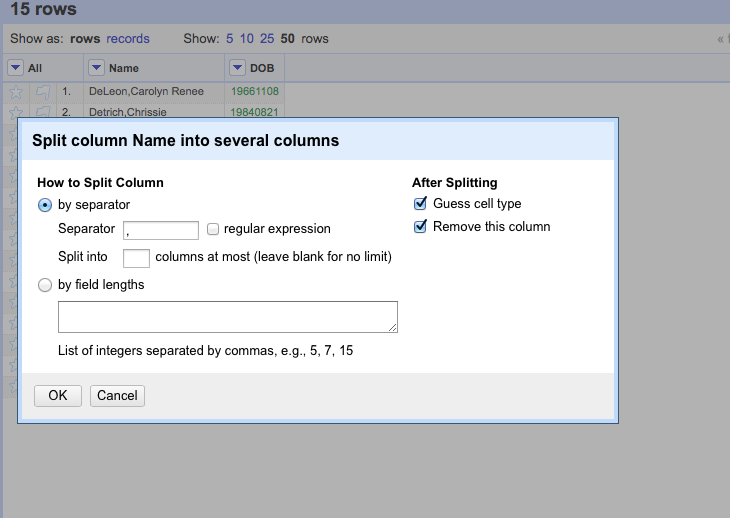 15 rows
Show as: rows records Show: 5 10 25 50 rows «
All Name DOB
1. DeLeon,Carolyn Renee 19661108
2. Detrich,Chrissie 19840821
Split column Name into several columns
How to Split Column After Splitting
by separator Guess cell type
Separator , regular expression Remove this column
Split into columns at most (leave blank for no limit)
by field lengths
List of integers separated by commas, e.g., 5, 7, 15
OK Cancel